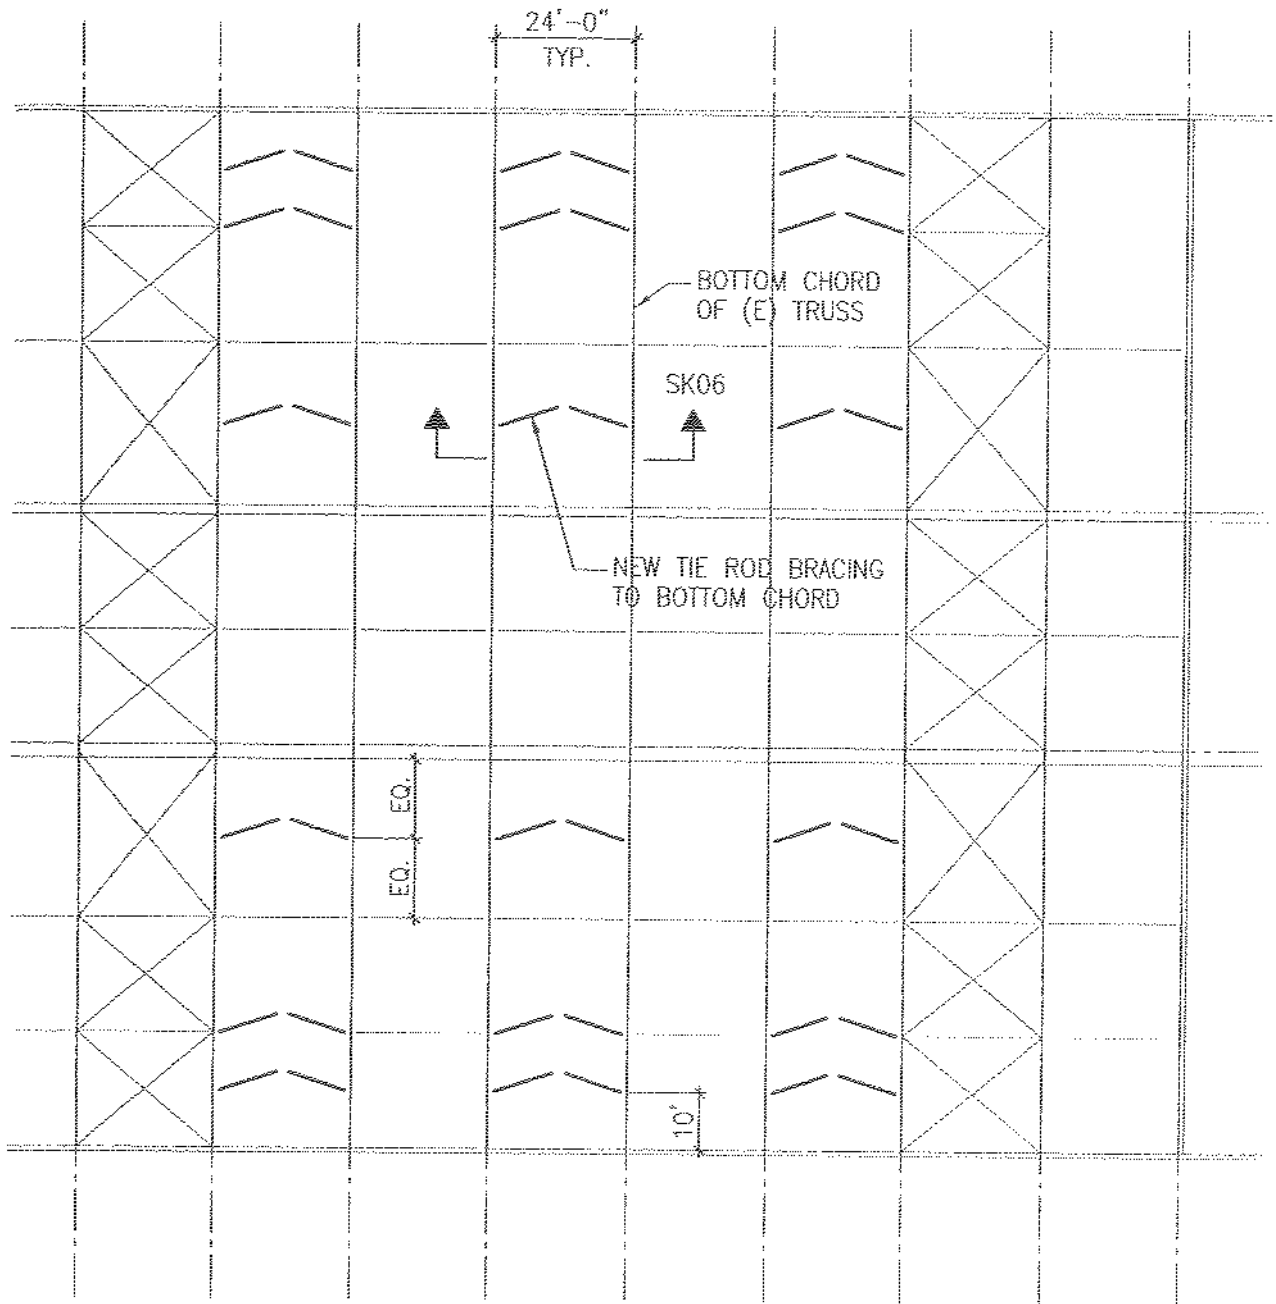 24'-0"
TYP.
BOTTOM CHORD
OF (E) TRUSS
SK06
NEW TIE ROD BRACING
TO BOTTOM CHORD
EQ.
EQ.
10'